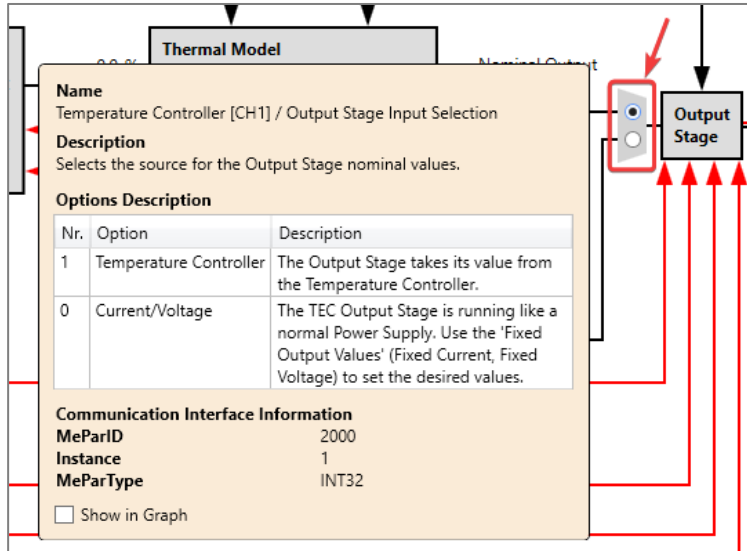 Thermal Model
Name
Temperature Controller [CH1] / Output Stage Input Selection
Description
Selects the source for the Output Stage nominal values.
Options Description
Nr. Option Description
1 Temperature Controller The Output Stage takes its value from
the Temperature Controller.
0 Current/Voltage The TEC Output Stage is running like a
normal Power Supply. Use the 'Fixed
Output Values' (Fixed Current, Fixed
Voltage) to set the desired values.
Communication Interface Information
MeParID 2000
Instance 1
MeParType INT32
Show in Graph
Nominal Output
Output
Stage